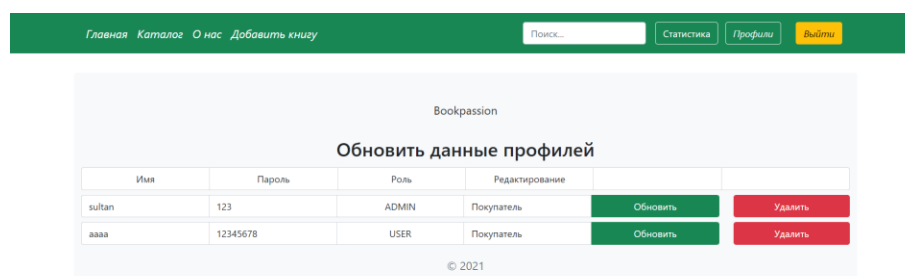 Главная Каталог О нас Добавить книгу Поиск... Статистика Профили Выйти
Bookpassion
Обновить данные профилей
Имя Пароль Роль Редактирование
sultan 123 ADMIN Покупатель Обновить Удалить
aaaa 12345678 USER Покупатель Обновить Удалить
© 2021